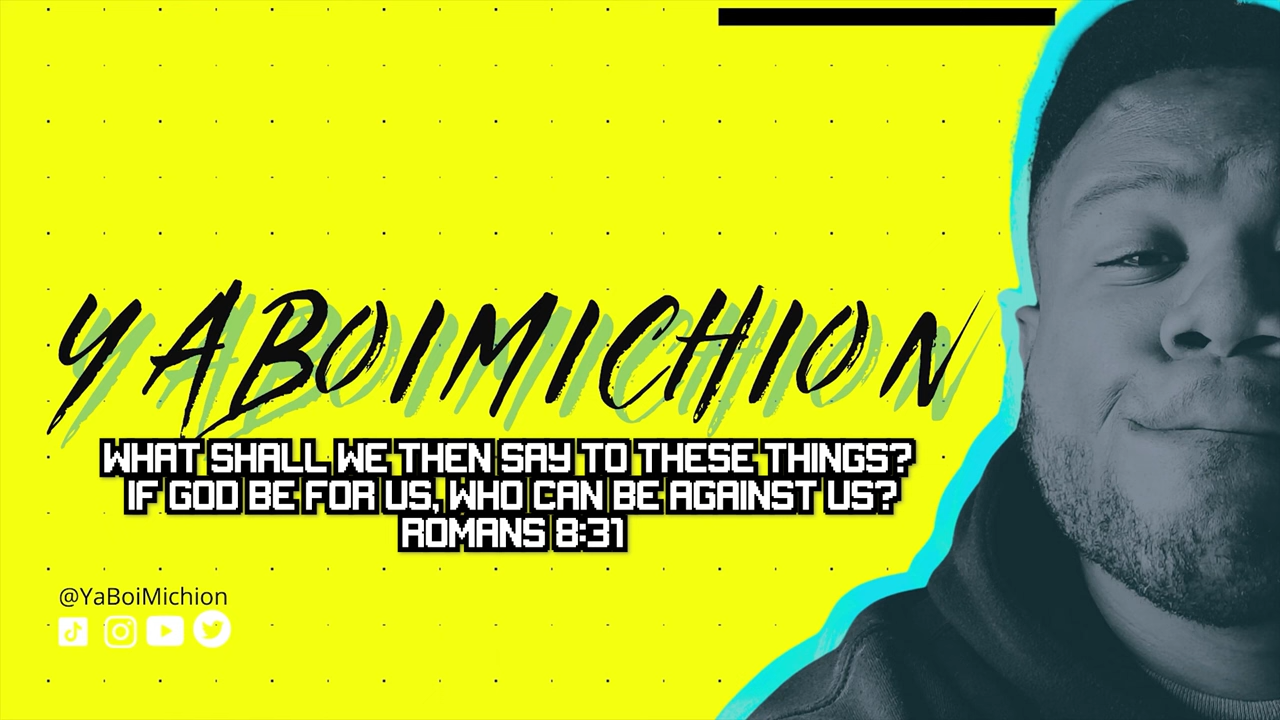 YABOIMICHION
WHAT SHALL WE THEN SAY TO THESE THINGS?
IF GOD BE FOR US, WHO CAN BE AGAINST US?
ROMANS 8:31
@YaBoiMichion